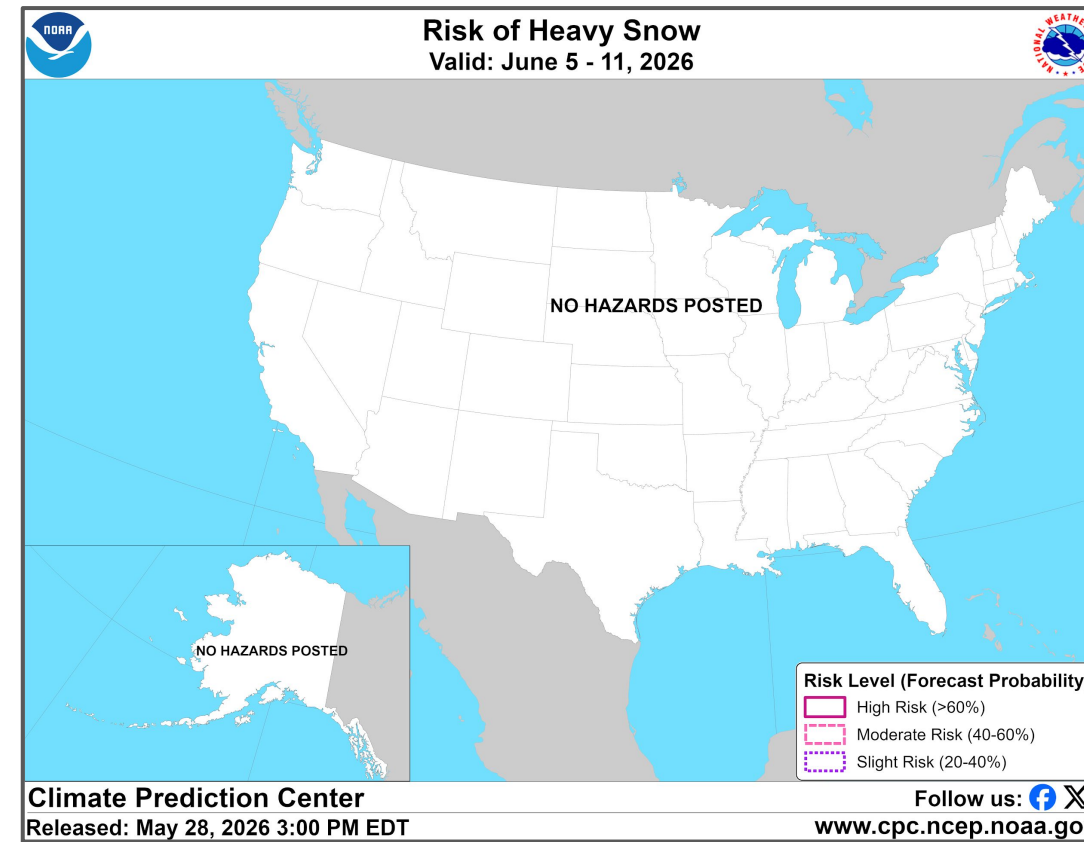 NOAA
Risk of Heavy Snow
Valid: June 5 - 11, 2026
NATIONAL WEATHE
NO HAZARDS POSTED
NO HAZARDS POSTED
Risk Level (Forecast Probability
High Risk (>60%)
Moderate Risk (40-60%)
Slight Risk (20-40%)
Climate Prediction Center
Follow us:
Released: May 28, 2026 3:00 PM EDT
www.cpc.ncep.noaa.go